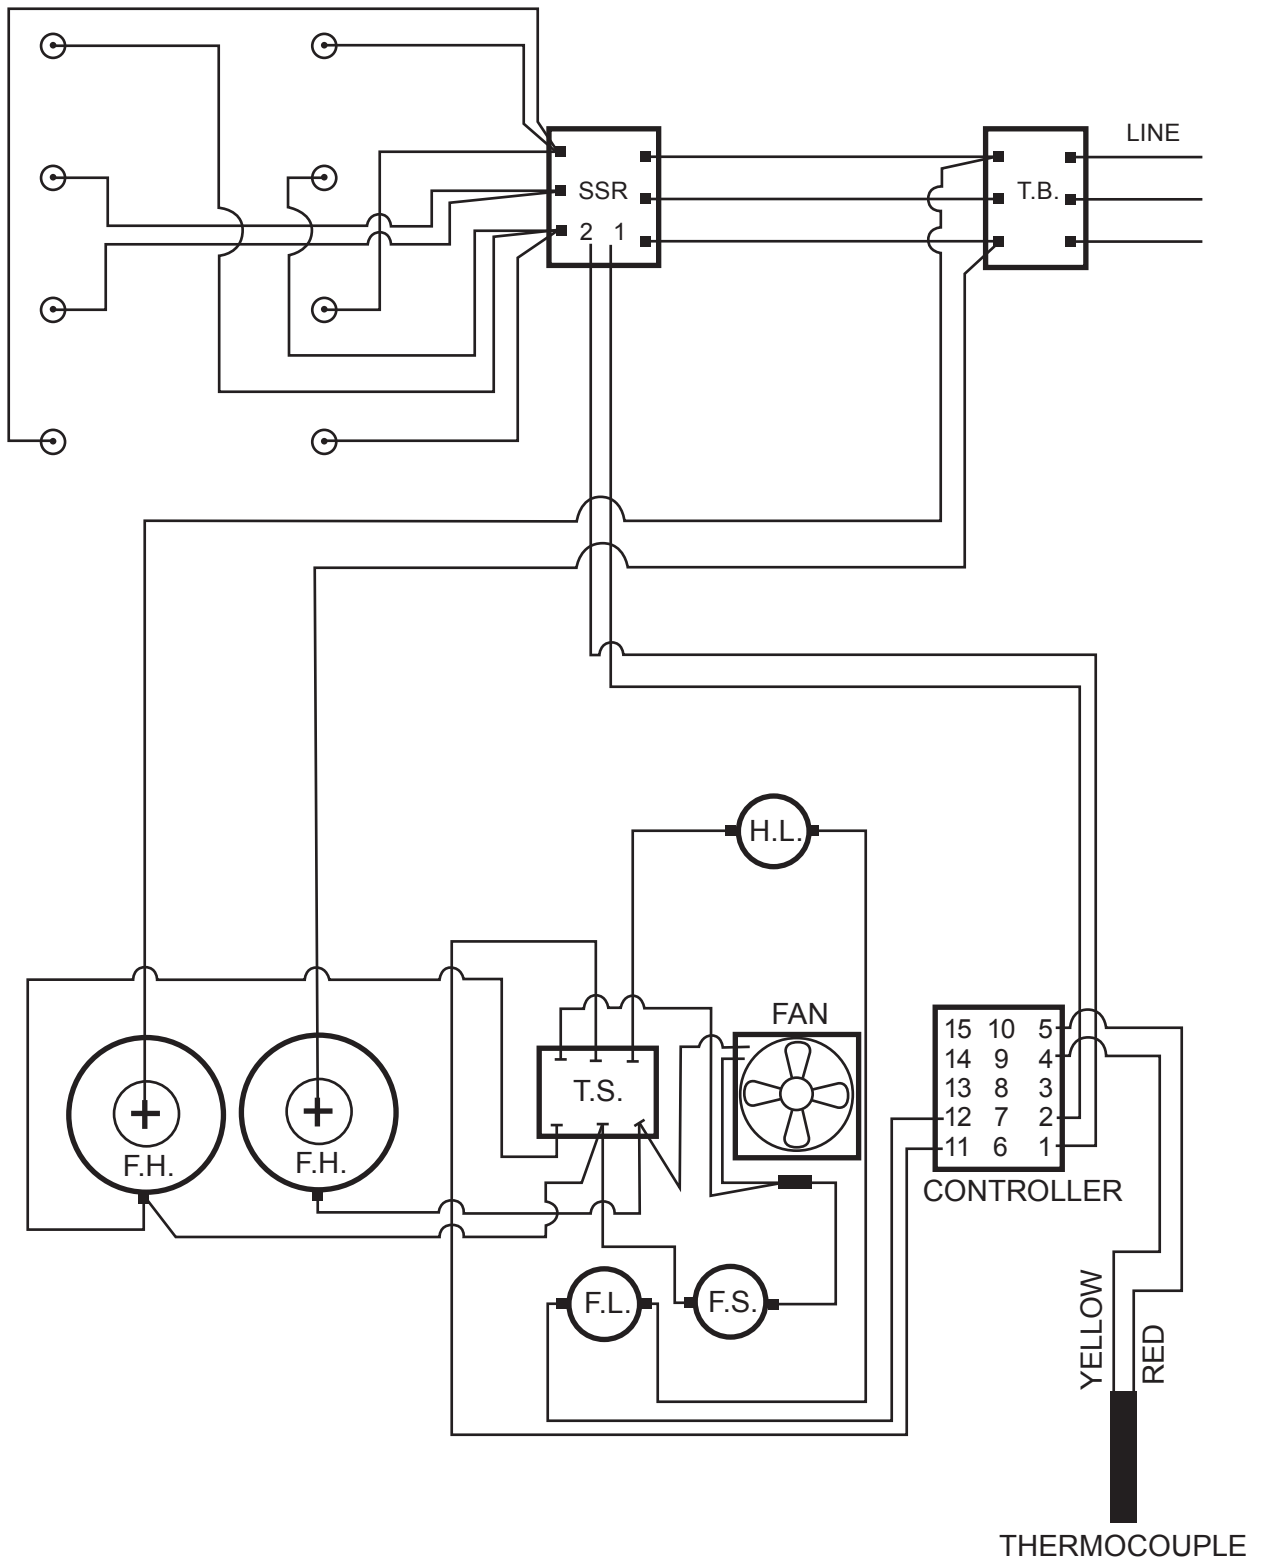 LINE
SSR
T.B.
2 1
H.L.
FAN
T.S.
15 10 5
14 9 4
13 8 3
12 7 2
11 6 1
F.H.
F.H.
CONTROLLER
F.L.
F.S.
YELLOW
RED
THERMOCOUPLE